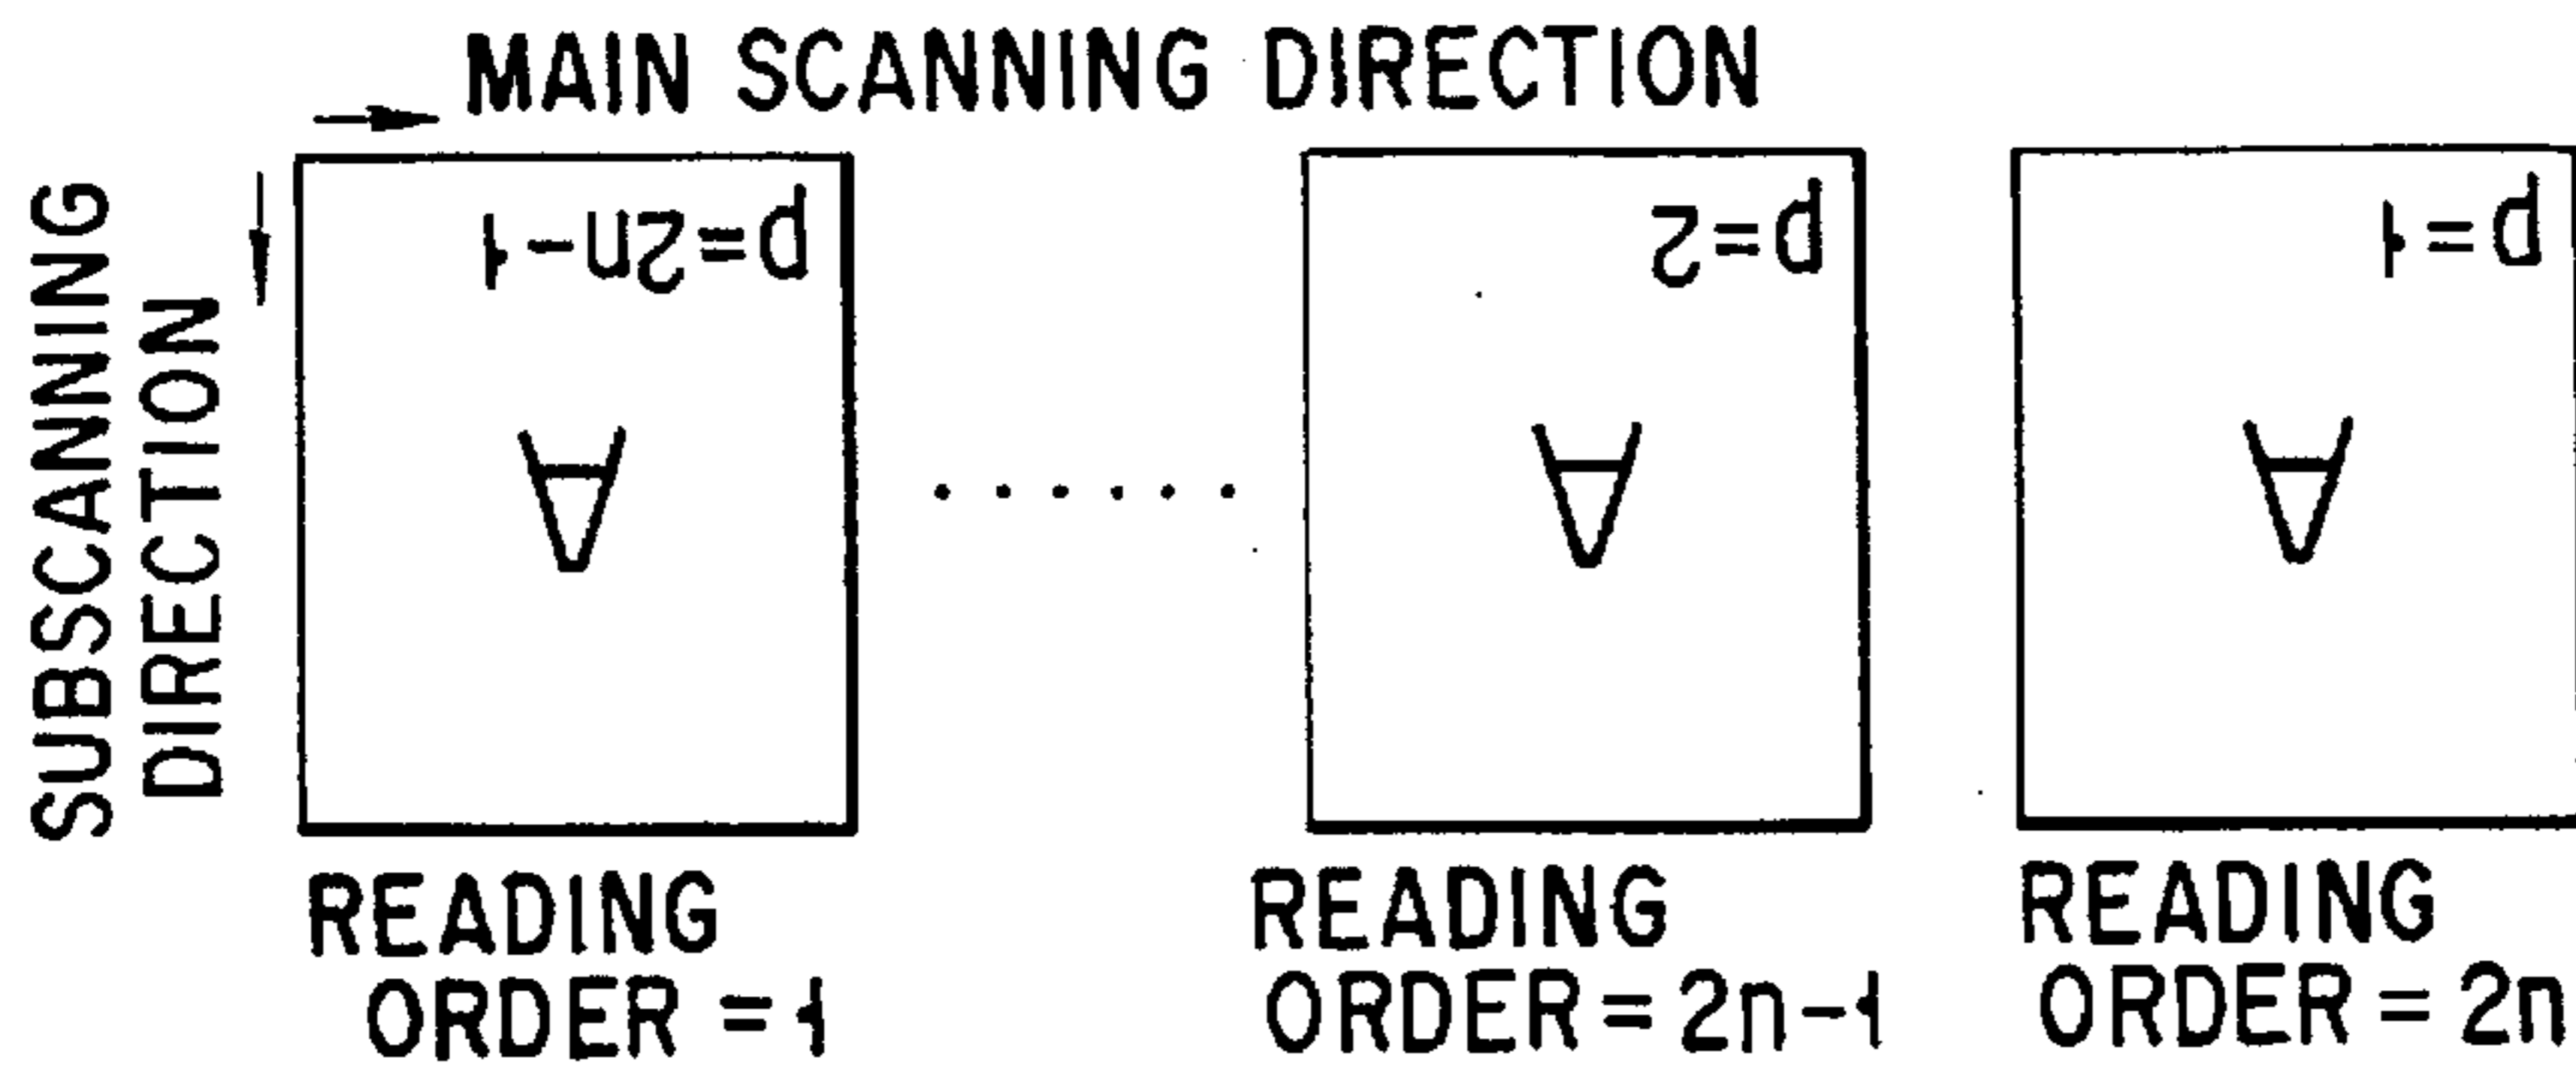 MAIN SCANNING DIRECTION
SUBSCANNING
DIRECTION
p=2n-1
p=2
p=1
A
A
A
READING
ORDER = 1
READING
ORDER = 2n-1
READING
ORDER = 2n